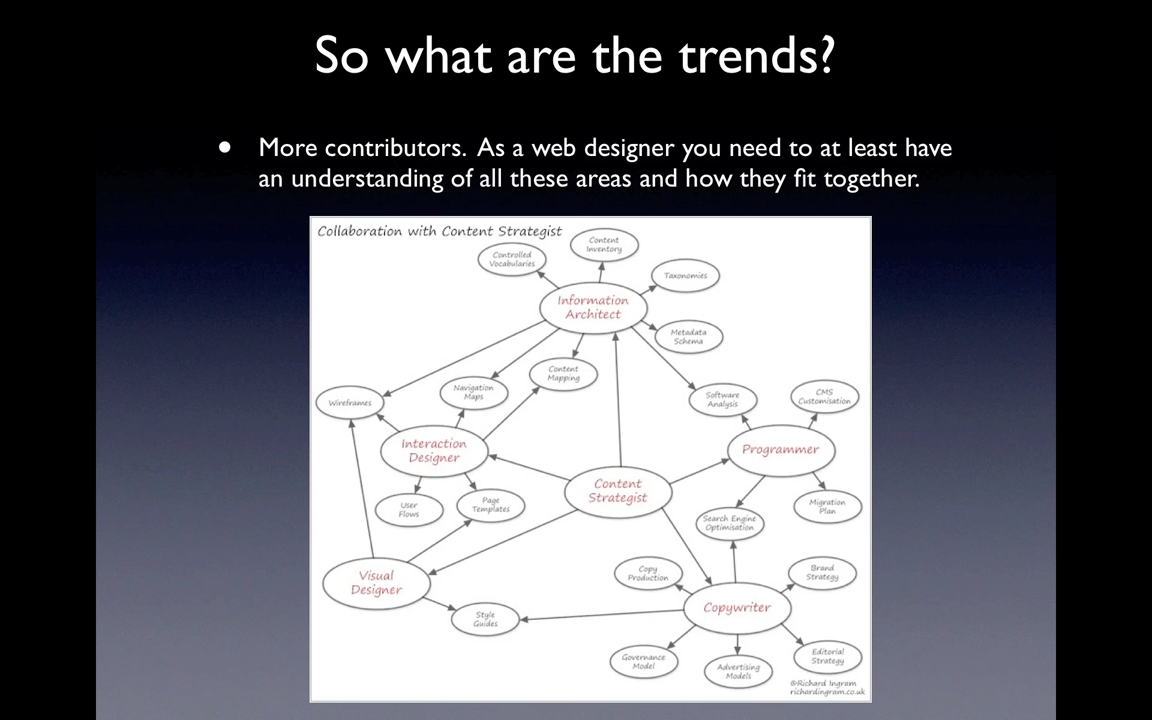 So what are the trends?
• More contributors. As a web designer you need to at least have
an understanding of all these areas and how they fit together.
Collaboration with Content Strategist
Content
Inventory
Controlled
Vocabularies
Taxonomies
Information
Architect
Metadata
Schema
Content
Mapping
Navigation
Maps
Wireframes
Software
Analysis
CMS
Customisation
Interaction
Designer
Programmer
Content
Strategist
User
Flows
Page
Templates
Migration
Plan
Search Engine
Optimisation
Visual
Designer
Copy
Production
Brand
Strategy
Copywriter
Style
Guides
Governance
Model
Advertising
Models
Editorial
Strategy
©Richard Ingram
richardingram.co.uk